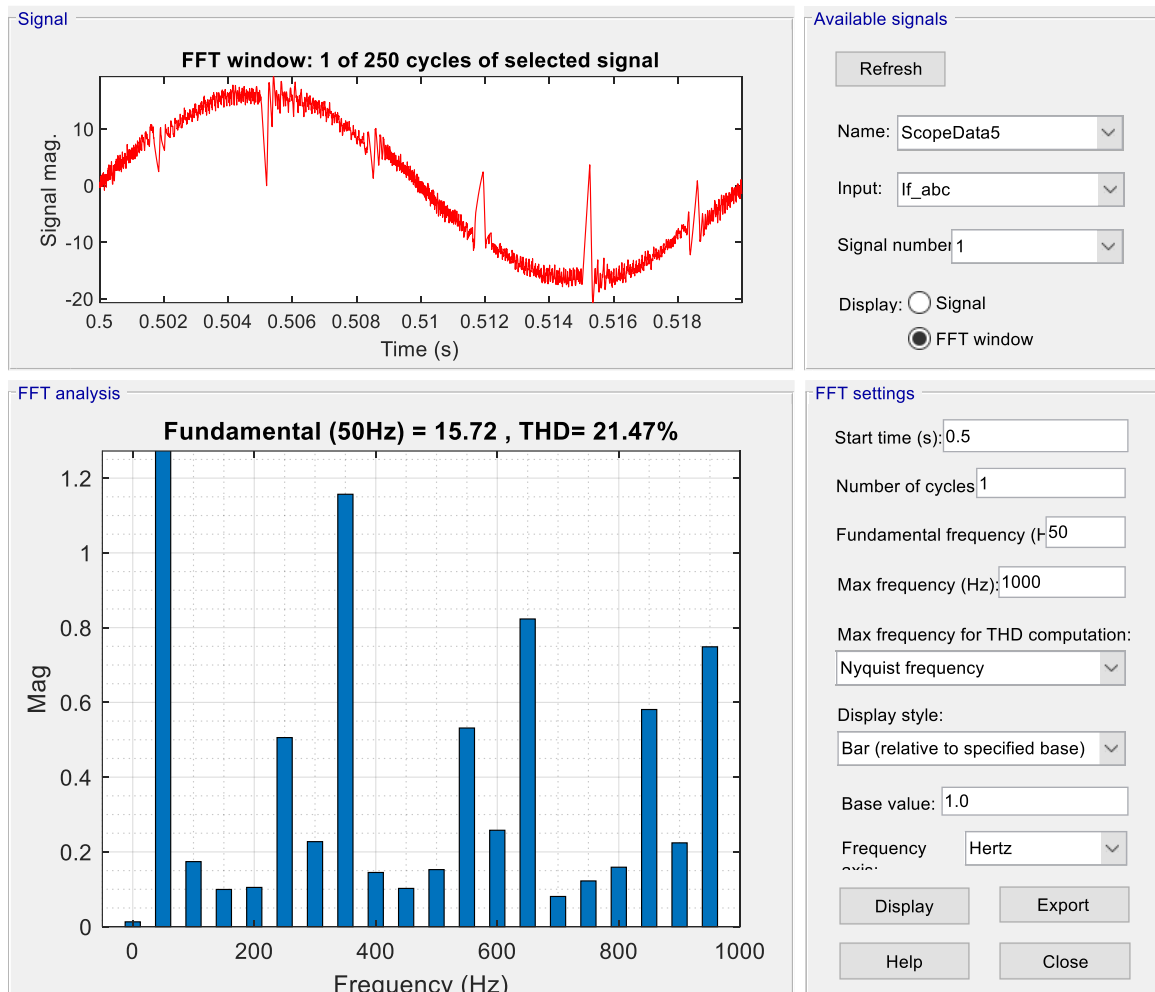 Signal
FFT window: 1 of 250 cycles of selected signal
Signal mag.
10
0
-10
-20
0.5 0.502 0.504 0.506 0.508 0.51 0.512 0.514 0.516 0.518
Time (s)
Available signals
Refresh
Name: ScopeData5
Input: If_abc
Signal number 1
Display: Signal
FFT window
FFT analysis
Fundamental (50Hz) = 15.72 , THD= 21.47%
Mag
1.2
1
0.8
0.6
0.4
0.2
0
0 200 400 600 800 1000
Frequency (Hz)
FFT settings
Start time (s): 0.5
Number of cycles 1
Fundamental frequency (H 50
Max frequency (Hz): 1000
Max frequency for THD computation:
Nyquist frequency
Display style:
Bar (relative to specified base)
Base value: 1.0
Frequency Hertz
axis:
Display Export
Help Close